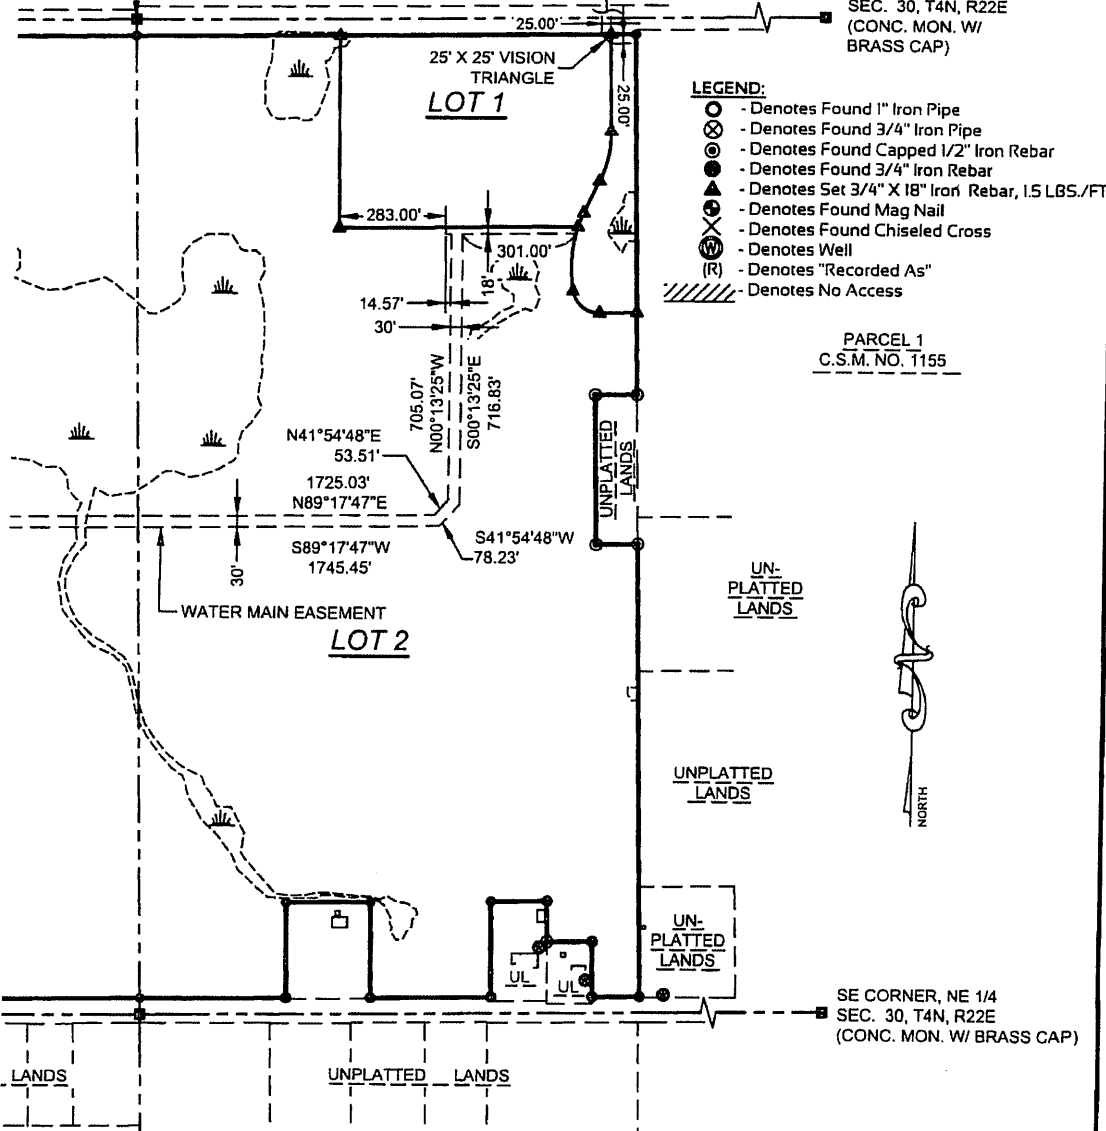 SEC. 30, T4N, R22E
(CONC. MON. W/
BRASS CAP)
25.00'
25' X 25' VISION
TRIANGLE
25.00'
LOT 1
LEGEND:
- Denotes Found 1" Iron Pipe
- Denotes Found 3/4" Iron Pipe
- Denotes Found Capped 1/2" Iron Rebar
- Denotes Found 3/4" Iron Rebar
- Denotes Set 3/4" X 18" Iron Rebar, 1.5 LBS./FT
- Denotes Found Mag Nail
- Denotes Found Chiseled Cross
W - Denotes Well
(R) - Denotes "Recorded As"
- Denotes No Access
283.00'
301.00'
18'
14.57'
30'
PARCEL 1
C.S.M. NO. 1155
705.07'
N00°13'25"W
S00°13'25"E
716.83'
N41°54'48"E
53.51'
1725.03'
N89°17'47"E
UNPLATTED
LANDS
S89°17'47"W
1745.45'
30'
S41°54'48"W
78.23'
WATER MAIN EASEMENT
LOT 2
UN-
PLATTED
LANDS
UNPLATTED
LANDS
NORTH
UN-
PLATTED
LANDS
UL
UL
SE CORNER, NE 1/4
SEC. 30, T4N, R22E
(CONC. MON. W/ BRASS CAP)
LANDS
UNPLATTED LANDS